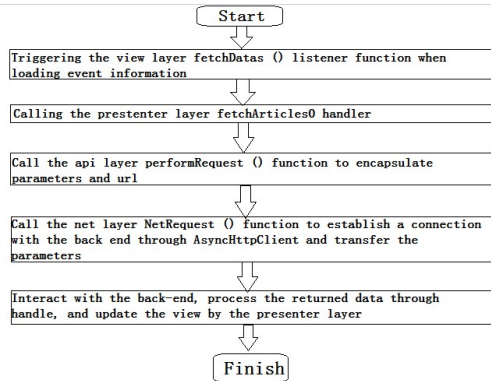 Start
Triggering the view layer fetchDatas () listener function when
loading event information
Calling the prestenter layer fetchArticles0 handler
Call the api layer performRequest () function to encapsulate
parameters and url
Call the net layer NetRequest () function to establish a connection
with the back end through AsyncHttpClient and transfer the
parameters
Interact with the back-end, process the returned data through
handle, and update the view by the presenter layer
Finish